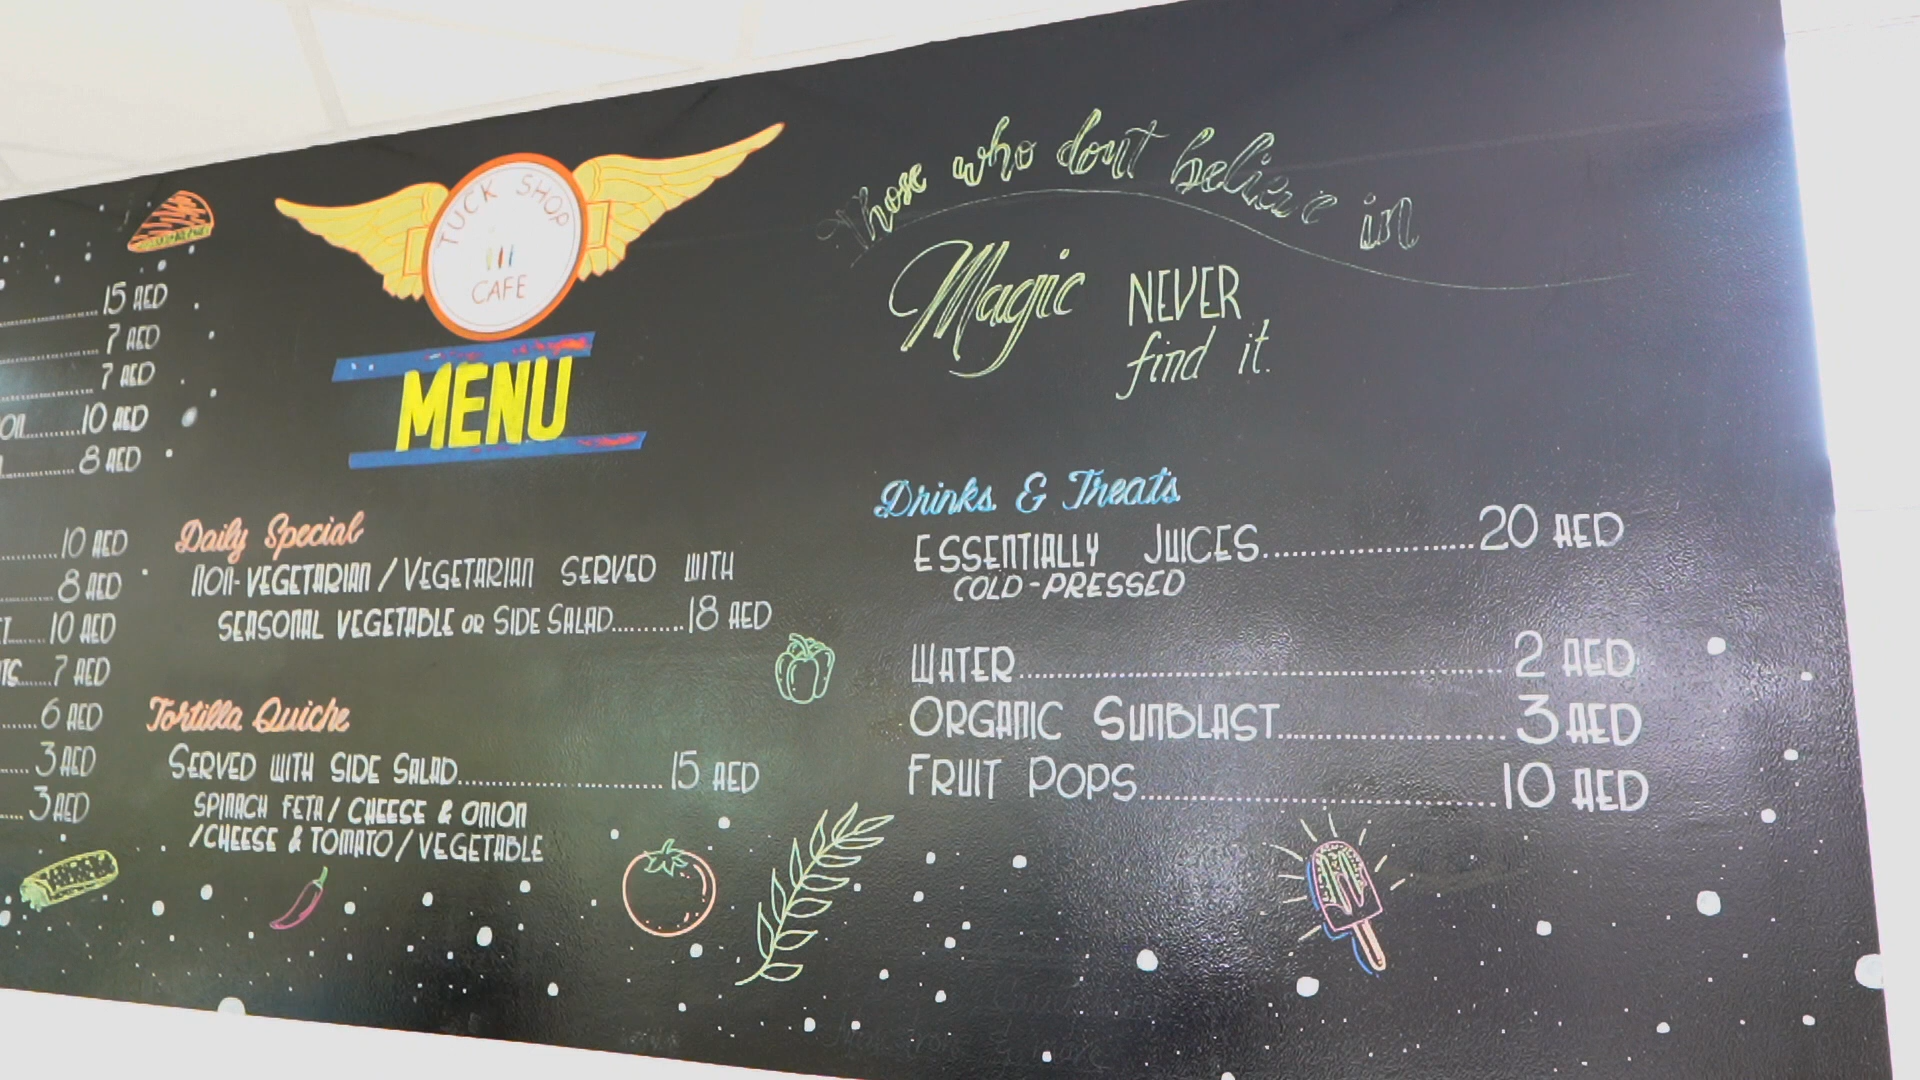 15 AED
7 AED
7 AED
10 AED
8 AED
10 AED
8 AED
10 AED
7 AED
6 AED
3 AED
3 AED
TUCK SHOP
CAFE
MENU
Daily Special
NON-VEGETARIAN / VEGETARIAN SERVED WITH
SEASONAL VEGETABLE OR SIDE SALAD..........18 AED
Tortilla Quiche
SERVED WITH SIDE SALAD..............................15 AED
SPINACH FETA / CHEESE & ONION
/CHEESE & TOMATO / VEGETABLE
Those who don't believe in
Magic NEVER
find it.
Drinks & Treats
ESSENTIALLY JUICES..........................20 AED
COLD-PRESSED
WATER..........................................................2 AED
ORGANIC SUNBLAST..............................3 AED
FRUIT POPS.............................................10 AED